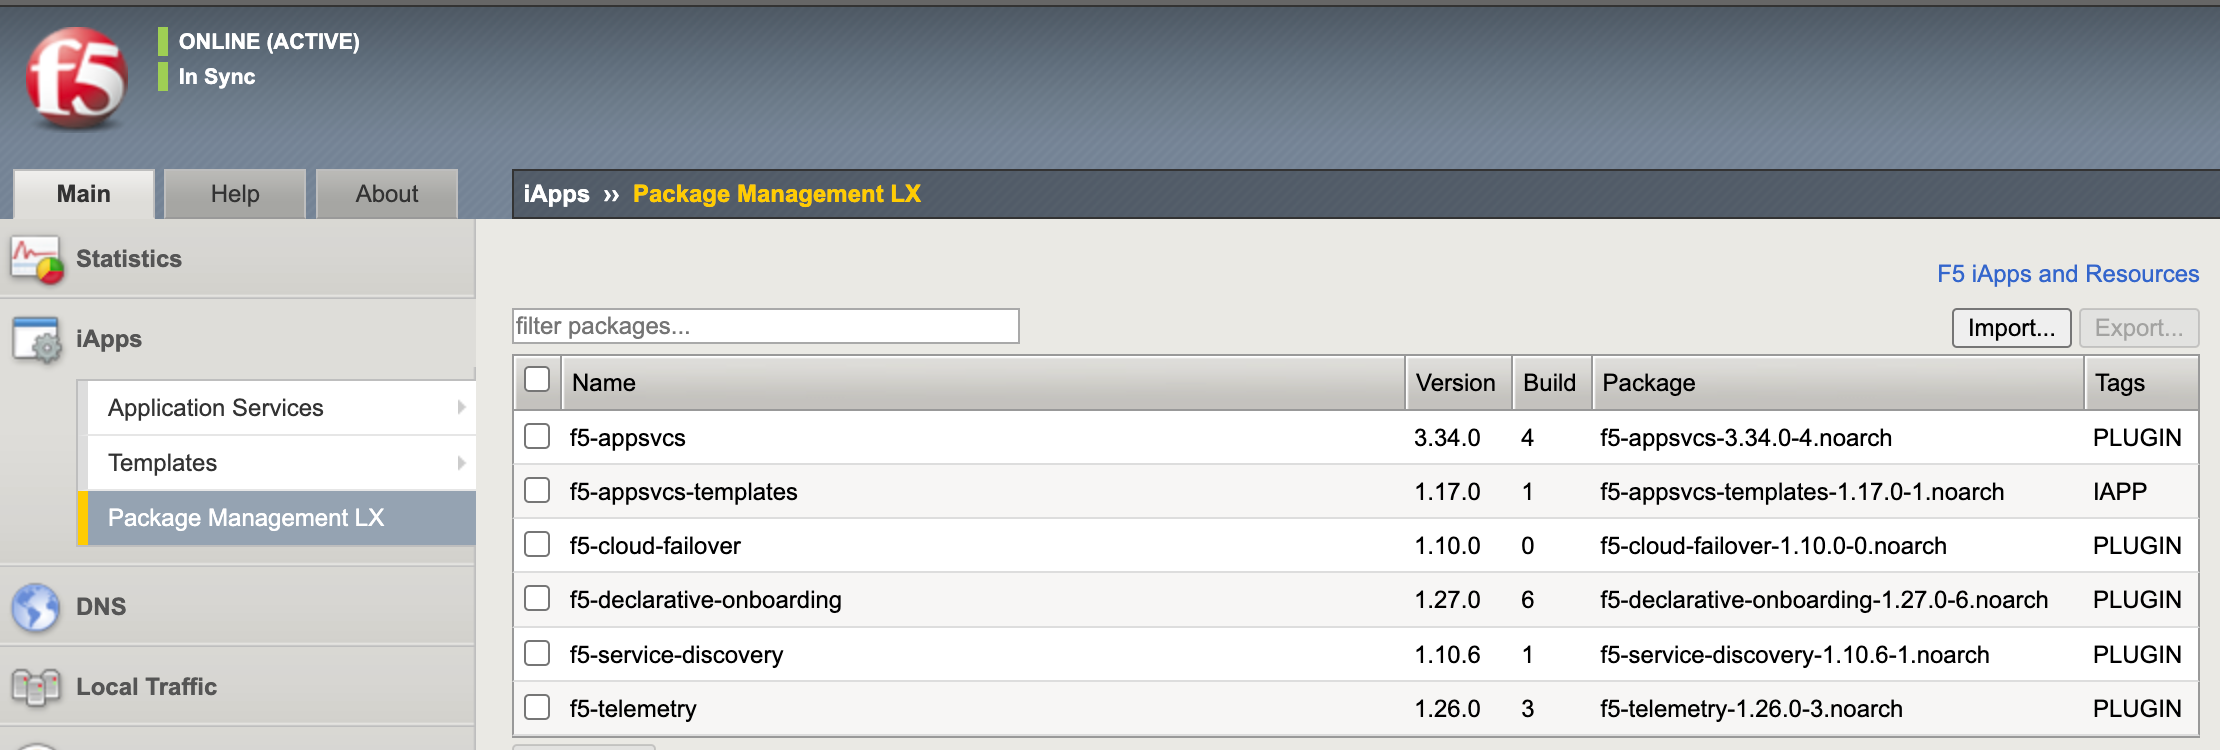 f5
ONLINE (ACTIVE)
In Sync
Main Help About
iApps ›› Package Management LX
Statistics
iApps
Application Services
Templates
Package Management LX
DNS
Local Traffic
F5 iApps and Resources
filter packages...
Import... Export...
Name Version Build Package Tags
f5-appsvcs 3.34.0 4 f5-appsvcs-3.34.0-4.noarch PLUGIN
f5-appsvcs-templates 1.17.0 1 f5-appsvcs-templates-1.17.0-1.noarch IAPP
f5-cloud-failover 1.10.0 0 f5-cloud-failover-1.10.0-0.noarch PLUGIN
f5-declarative-onboarding 1.27.0 6 f5-declarative-onboarding-1.27.0-6.noarch PLUGIN
f5-service-discovery 1.10.6 1 f5-service-discovery-1.10.6-1.noarch PLUGIN
f5-telemetry 1.26.0 3 f5-telemetry-1.26.0-3.noarch PLUGIN